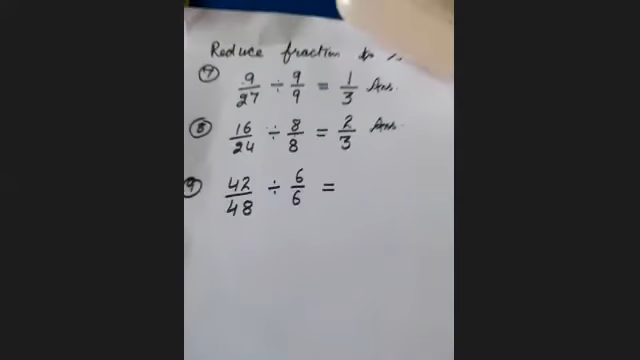 Reduce fraction to
7 9/27 ÷ 9/9 = 1/3 Ans.
8 16/24 ÷ 8/8 = 2/3 Ans.
9 42/48 ÷ 6/6 =